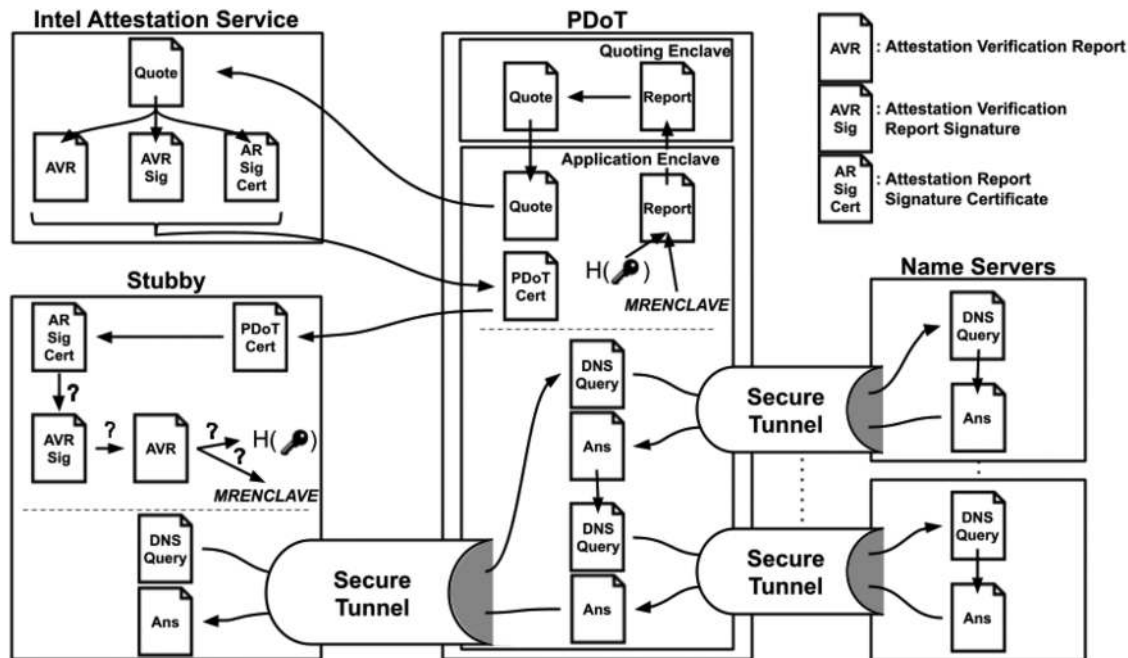 Intel Attestation Service
Quote
AVR
AVR
Sig
AR
Sig
Cert
PDoT
Quoting Enclave
Quote
Report
Application Enclave
Quote
Report
PDoT
Cert
H( )
MRENCLAVE
AVR
: Attestation Verification Report
AVR
Sig
: Attestation Verification
Report Signature
AR
Sig
Cert
: Attestation Report
Signature Certificate
Stubby
AR
Sig
Cert
PDoT
Cert
?
AVR
Sig
?
AVR
?
H( )
?
MRENCLAVE
DNS
Query
Ans
Secure
Tunnel
DNS
Query
Ans
DNS
Query
Ans
Secure
Tunnel
Secure
Tunnel
Name Servers
DNS
Query
Ans
DNS
Query
Ans